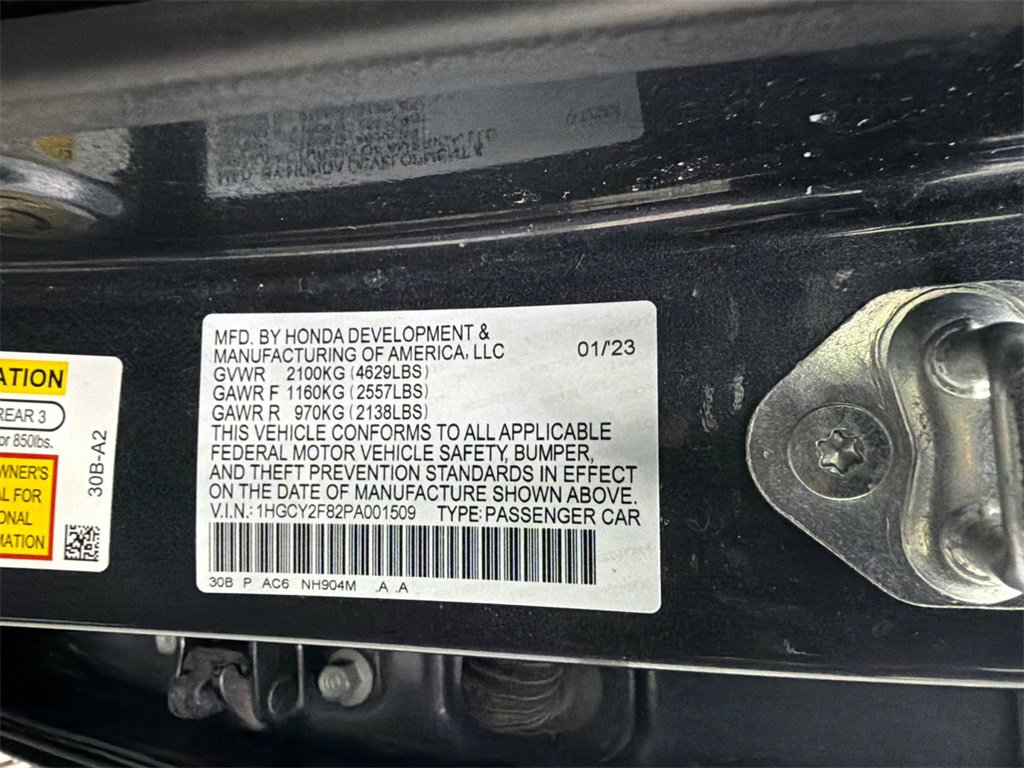 ATION
REAR 3
or 850lbs.
WNER'S
AL FOR
IONAL
MATION
30B-A2
MFD. BY HONDA DEVELOPMENT &
MANUFACTURING OF AMERICA, LLC 01/'23
GVWR 2100KG (4629LBS)
GAWR F 1160KG (2557LBS)
GAWR R 970KG (2138LBS)
THIS VEHICLE CONFORMS TO ALL APPLICABLE
FEDERAL MOTOR VEHICLE SAFETY, BUMPER,
AND THEFT PREVENTION STANDARDS IN EFFECT
ON THE DATE OF MANUFACTURE SHOWN ABOVE.
V.I.N.: 1HGCY2F82PA001509 TYPE: PASSENGER CAR
30B P AC6 NH904M .A .A